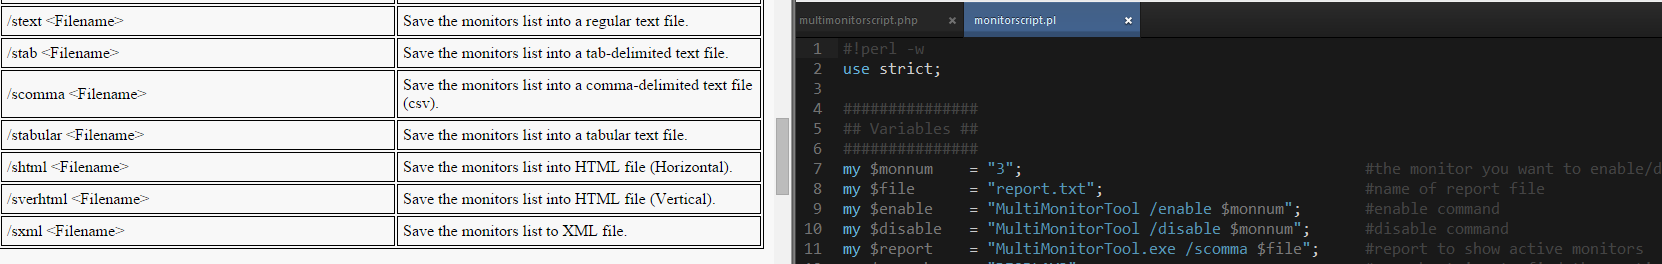 /stext <Filename> Save the monitors list into a regular text file.
/stab <Filename> Save the monitors list into a tab-delimited text file.
/scomma <Filename> Save the monitors list into a comma-delimited text file
(csv).
/stabular <Filename> Save the monitors list into a tabular text file.
/shtml <Filename> Save the monitors list into HTML file (Horizontal).
/sverhtml <Filename> Save the monitors list into HTML file (Vertical).
/sxml <Filename> Save the monitors list to XML file.
multimonitorscript.php × monitorscript.pl ×
1 #!perl -w
2 use strict;
3
4 ###############
5 ## Variables ##
6 ###############
7 my $monnum = "3"; #the monitor you want to enable/d
8 my $file = "report.txt"; #name of report file
9 my $enable = "MultiMonitorTool /enable $monnum"; #enable command
10 my $disable = "MultiMonitorTool /disable $monnum"; #disable command
11 my $report = "MultiMonitorTool.exe /scomma $file"; #report to show active monitors